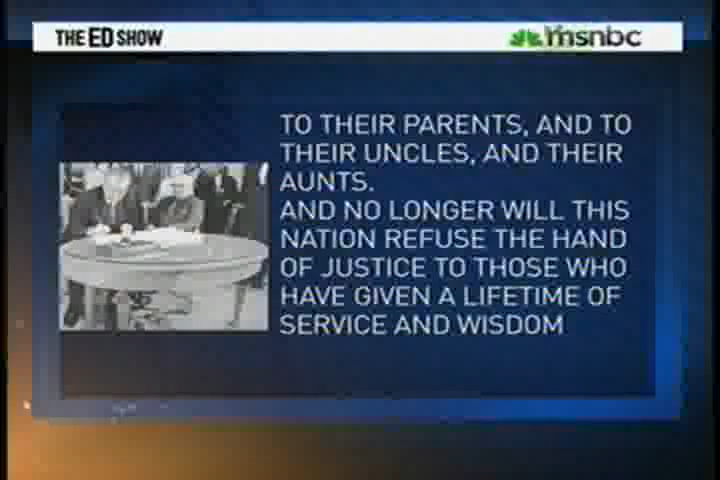 THE ED SHOW
msnbc
TO THEIR PARENTS, AND TO
THEIR UNCLES, AND THEIR
AUNTS.
AND NO LONGER WILL THIS
NATION REFUSE THE HAND
OF JUSTICE TO THOSE WHO
HAVE GIVEN A LIFETIME OF
SERVICE AND WISDOM